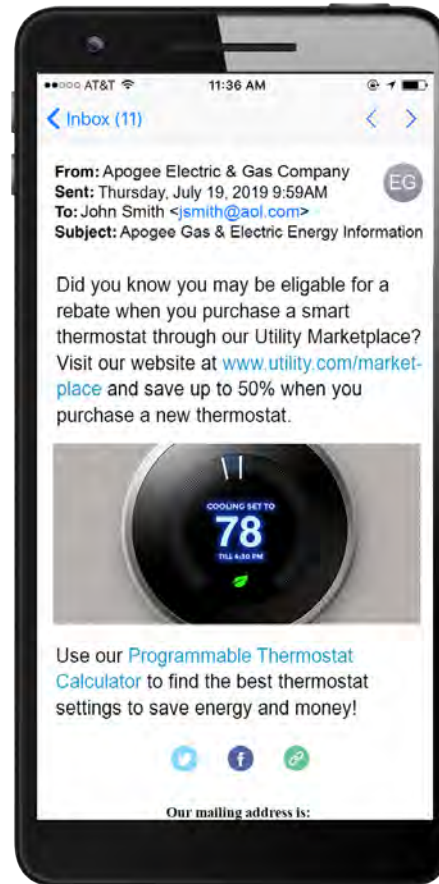 AT&T 11:36 AM
Inbox (11)
From: Apogee Electric & Gas Company
EG
Sent: Thursday, July 19, 2019 9:59AM
To: John Smith <jsmith@aol.com>
Subject: Apogee Gas & Electric Energy Information
Did you know you may be eligable for a
rebate when you purchase a smart
thermostat through our Utility Marketplace?
Visit our website at www.utility.com/market-
place and save up to 50% when you
purchase a new thermostat.
COOLING SET TO
78
TILL 4:30 PM
Use our Programmable Thermostat
Calculator to find the best thermostat
settings to save energy and money!
Our mailing address is: